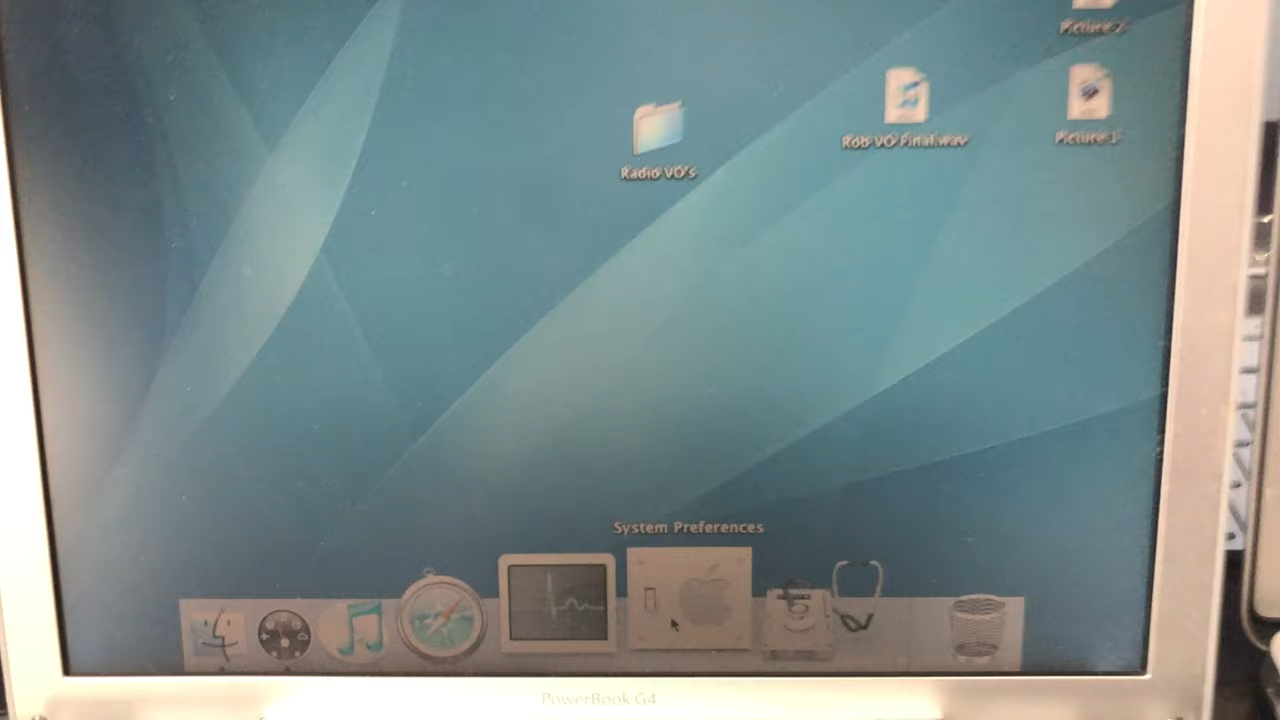 Picture 2
Rob VO Final.wav
Picture 1
Radio VO's
System Preferences
PowerBook G4